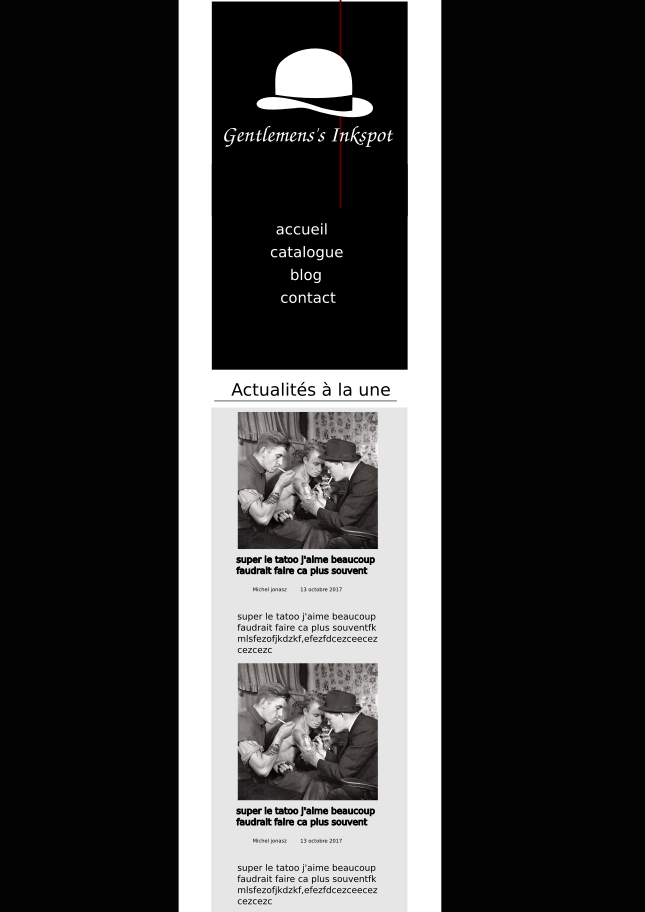 Gentlemens's Inkspot
accueil
catalogue
blog
contact
Actualités à la une
super le tatoo j'aime beaucoup
faudrait faire ca plus souvent
Michel jonasz 13 octobre 2017
super le tatoo j'aime beaucoup
faudrait faire ca plus souventfk
mlsfezofjkdzkf,efezfdcezceecez
cezcezc
super le tatoo j'aime beaucoup
faudrait faire ca plus souvent
Michel jonasz 13 octobre 2017
super le tatoo j'aime beaucoup
faudrait faire ca plus souventfk
mlsfezofjkdzkf,efezfdcezceecez
cezcezc